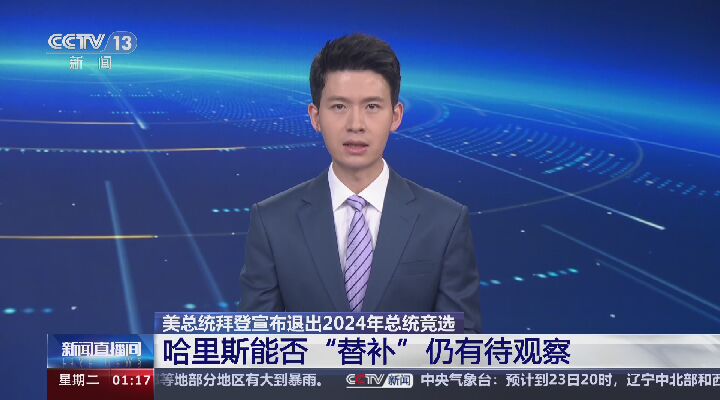 CCTV 13
新闻
美总统拜登宣布退出2024年总统竞选
新闻直播间
哈里斯能否“替补”仍有待观察
星期二 01:17 等地部分地区有大到暴雨。 CCTV 新闻 中央气象台：预计到23日20时，辽宁中北部和西